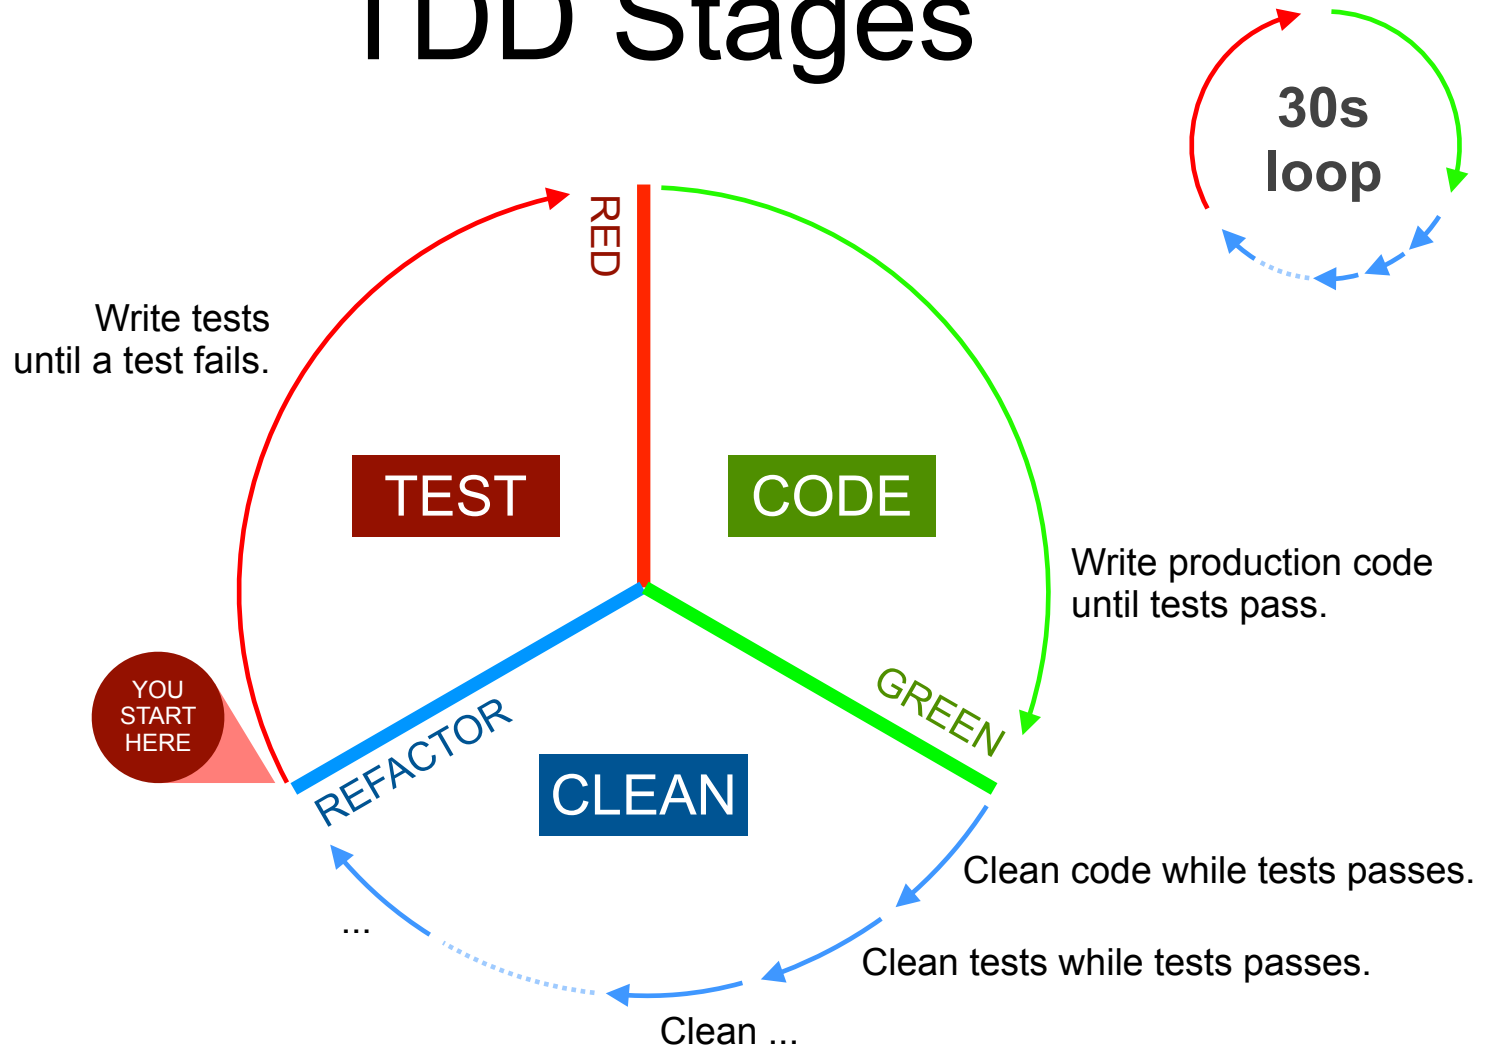 TDD Stages
30s
loop
RED
Write tests
until a test fails.
TEST
CODE
Write production code
until tests pass.
YOU
START
HERE
REFACTOR
GREEN
CLEAN
Clean code while tests passes.
...
Clean tests while tests passes.
Clean ...